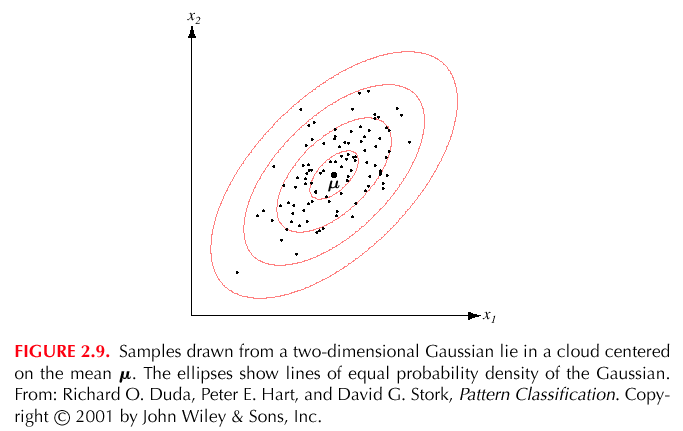 x2
μ
x1
FIGURE 2.9. Samples drawn from a two-dimensional Gaussian lie in a cloud centered
on the mean μ. The ellipses show lines of equal probability density of the Gaussian.
From: Richard O. Duda, Peter E. Hart, and David G. Stork, Pattern Classification. Copy-
right © 2001 by John Wiley & Sons, Inc.